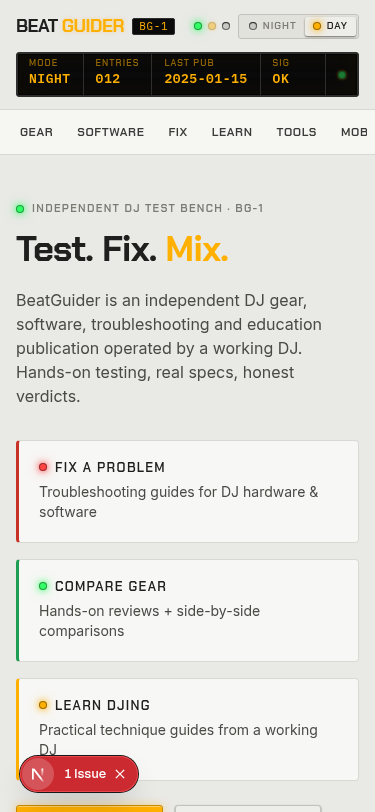 BEAT GUIDER BG-1 NIGHT DAY
MODE ENTRIES LAST PUB SIG
NIGHT 012 2025-01-15 OK
GEAR SOFTWARE FIX LEARN TOOLS MOB
INDEPENDENT DJ TEST BENCH · BG-1
Test. Fix. Mix.
BeatGuider is an independent DJ gear,
software, troubleshooting and education
publication operated by a working DJ.
Hands-on testing, real specs, honest
verdicts.
FIX A PROBLEM
Troubleshooting guides for DJ hardware &
software
COMPARE GEAR
Hands-on reviews + side-by-side
comparisons
LEARN DJING
Practical technique guides from a working
DJ
N 1 Issue